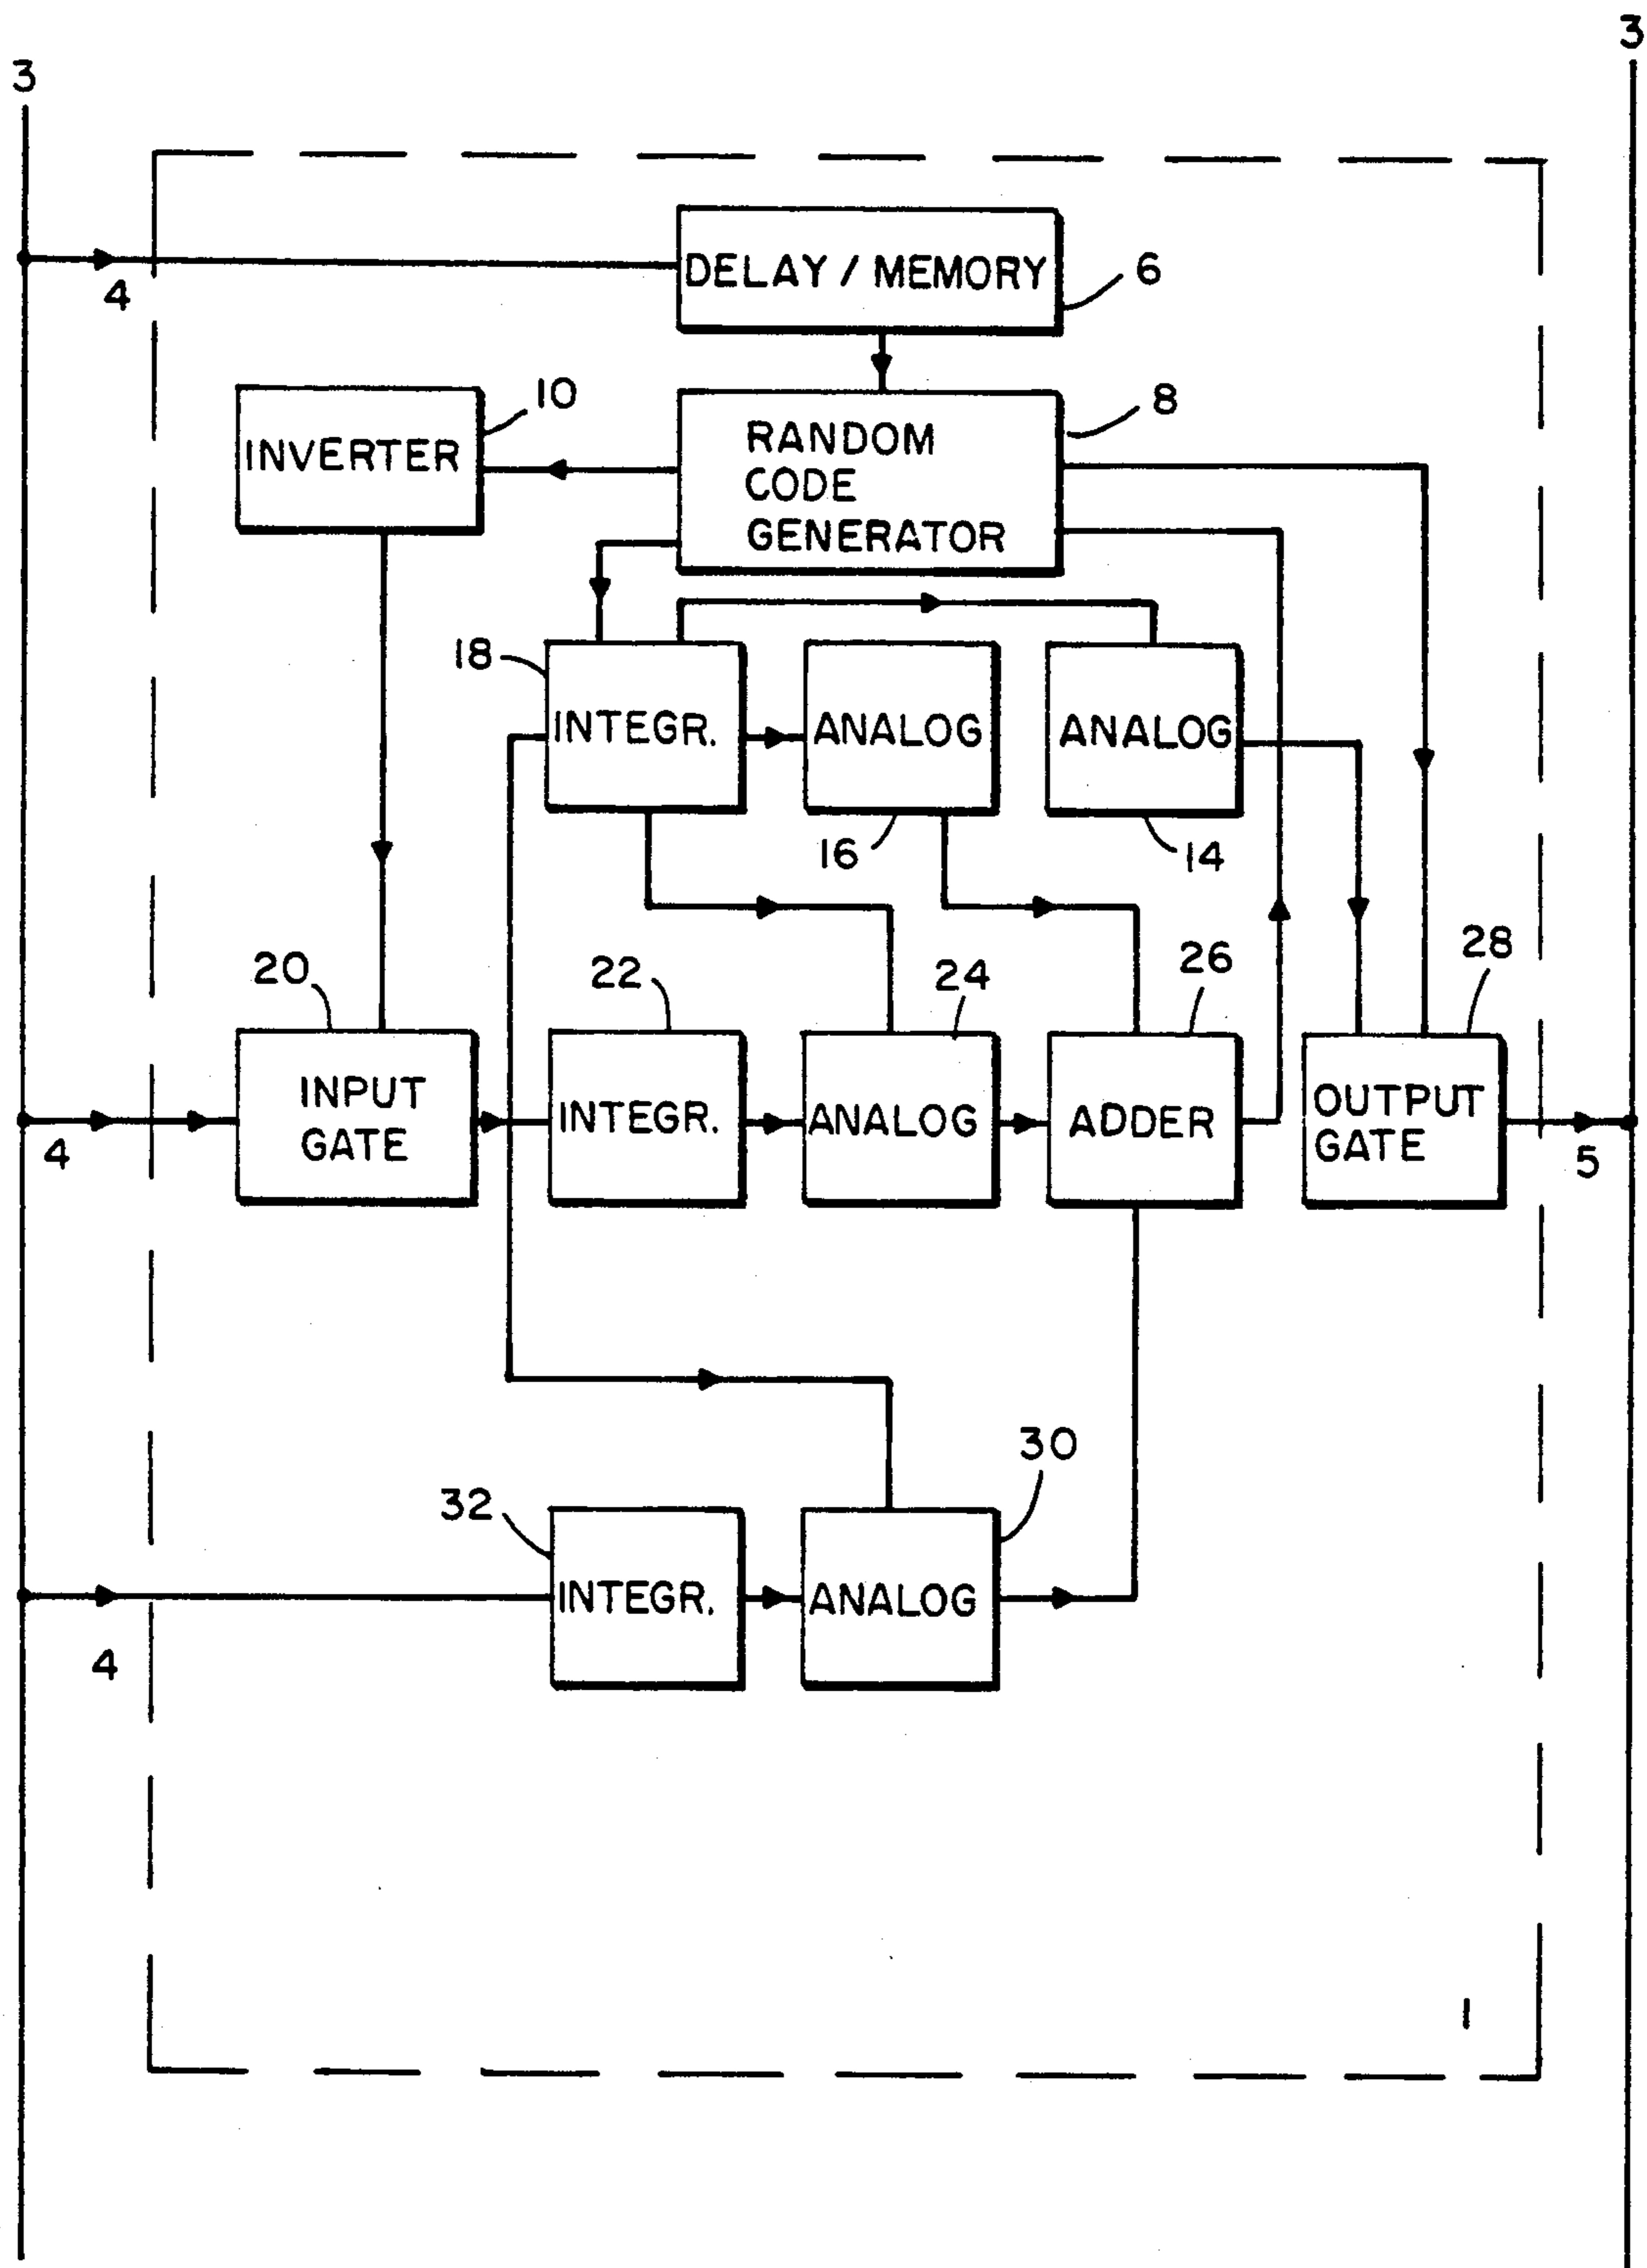 3
3
DELAY / MEMORY
6
4
10
8
INVERTER
RANDOM
CODE
GENERATOR
18
INTEGR.
ANALOG
ANALOG
16
14
20
22
24
26
28
INPUT
GATE
INTEGR.
ANALOG
ADDER
OUTPUT
GATE
4
5
30
32
INTEGR.
ANALOG
4
1